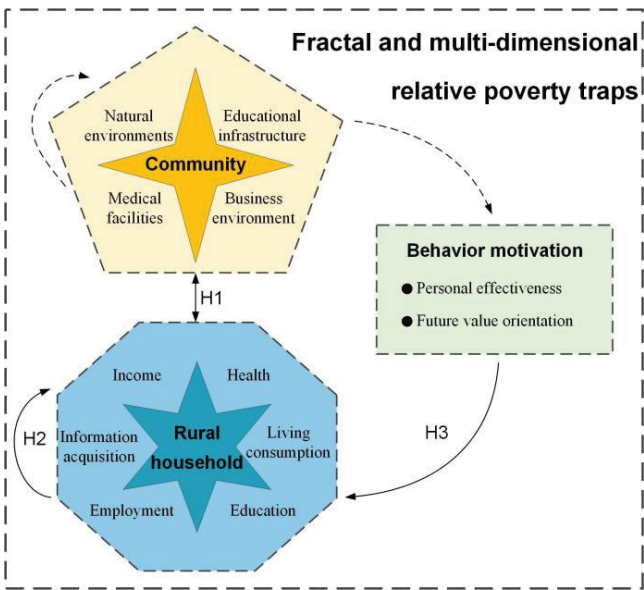 Fractal and multi-dimensional
relative poverty traps
Natural
environments
Educational
infrastructure
Community
Medical
facilities
Business
environment
Behavior motivation
● Personal effectiveness
● Future value orientation
H1
Income
Health
H2
Information
acquisition
Rural
household
Living
consumption
H3
Employment
Education